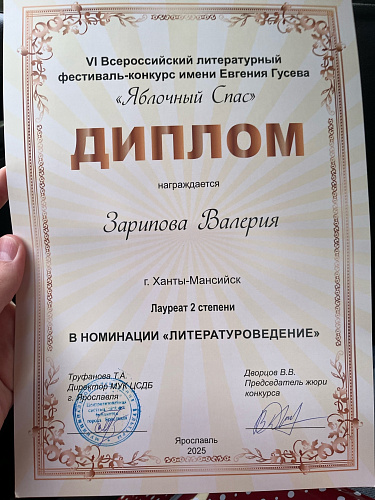 VI Всероссийский литературный
фестиваль-конкурс имени Евгения Гусева
«Яблочный Спас»
ДИПЛОМ
награждается
Зарипова Валерия
г. Ханты-Мансийск
Лауреат 2 степени
В НОМИНАЦИИ «ЛИТЕРАТУРОВЕДЕНИЕ»
Труфанова Т.А.
Директор МУК ЦСДБ
г. Ярославля
Дворцов В.В.
Председатель жюри
конкурса
Ярославль
2025